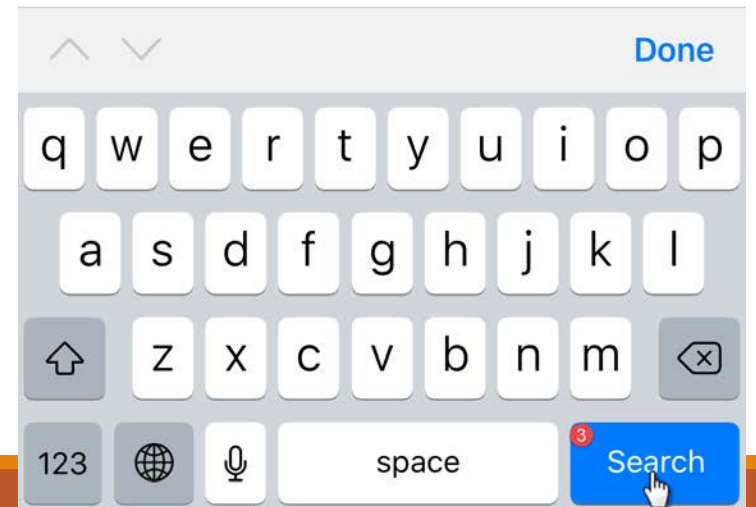 Done
q w e r t y u i o p
a s d f g h j k l
z x c v b n m
123 space 3 Search